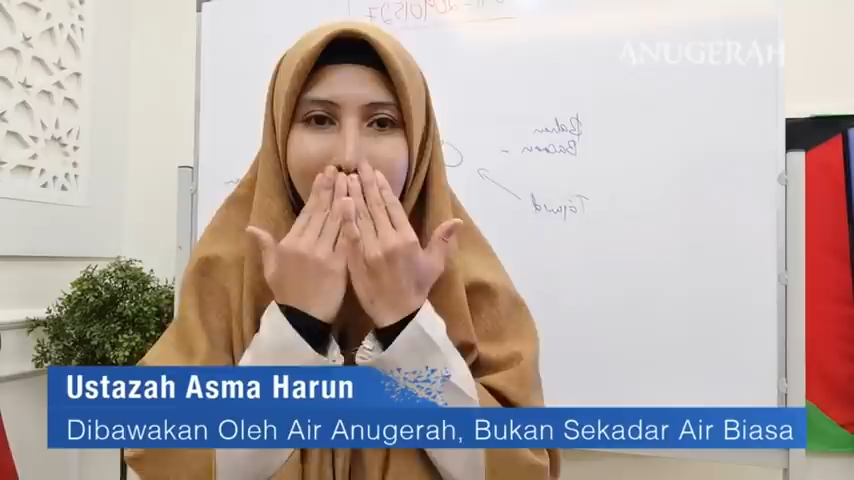 ANUGERAH
Bahan
Bacaan -
Tajwid
Ustazah Asma Harun
Dibawakan Oleh Air Anugerah, Bukan Sekadar Air Biasa